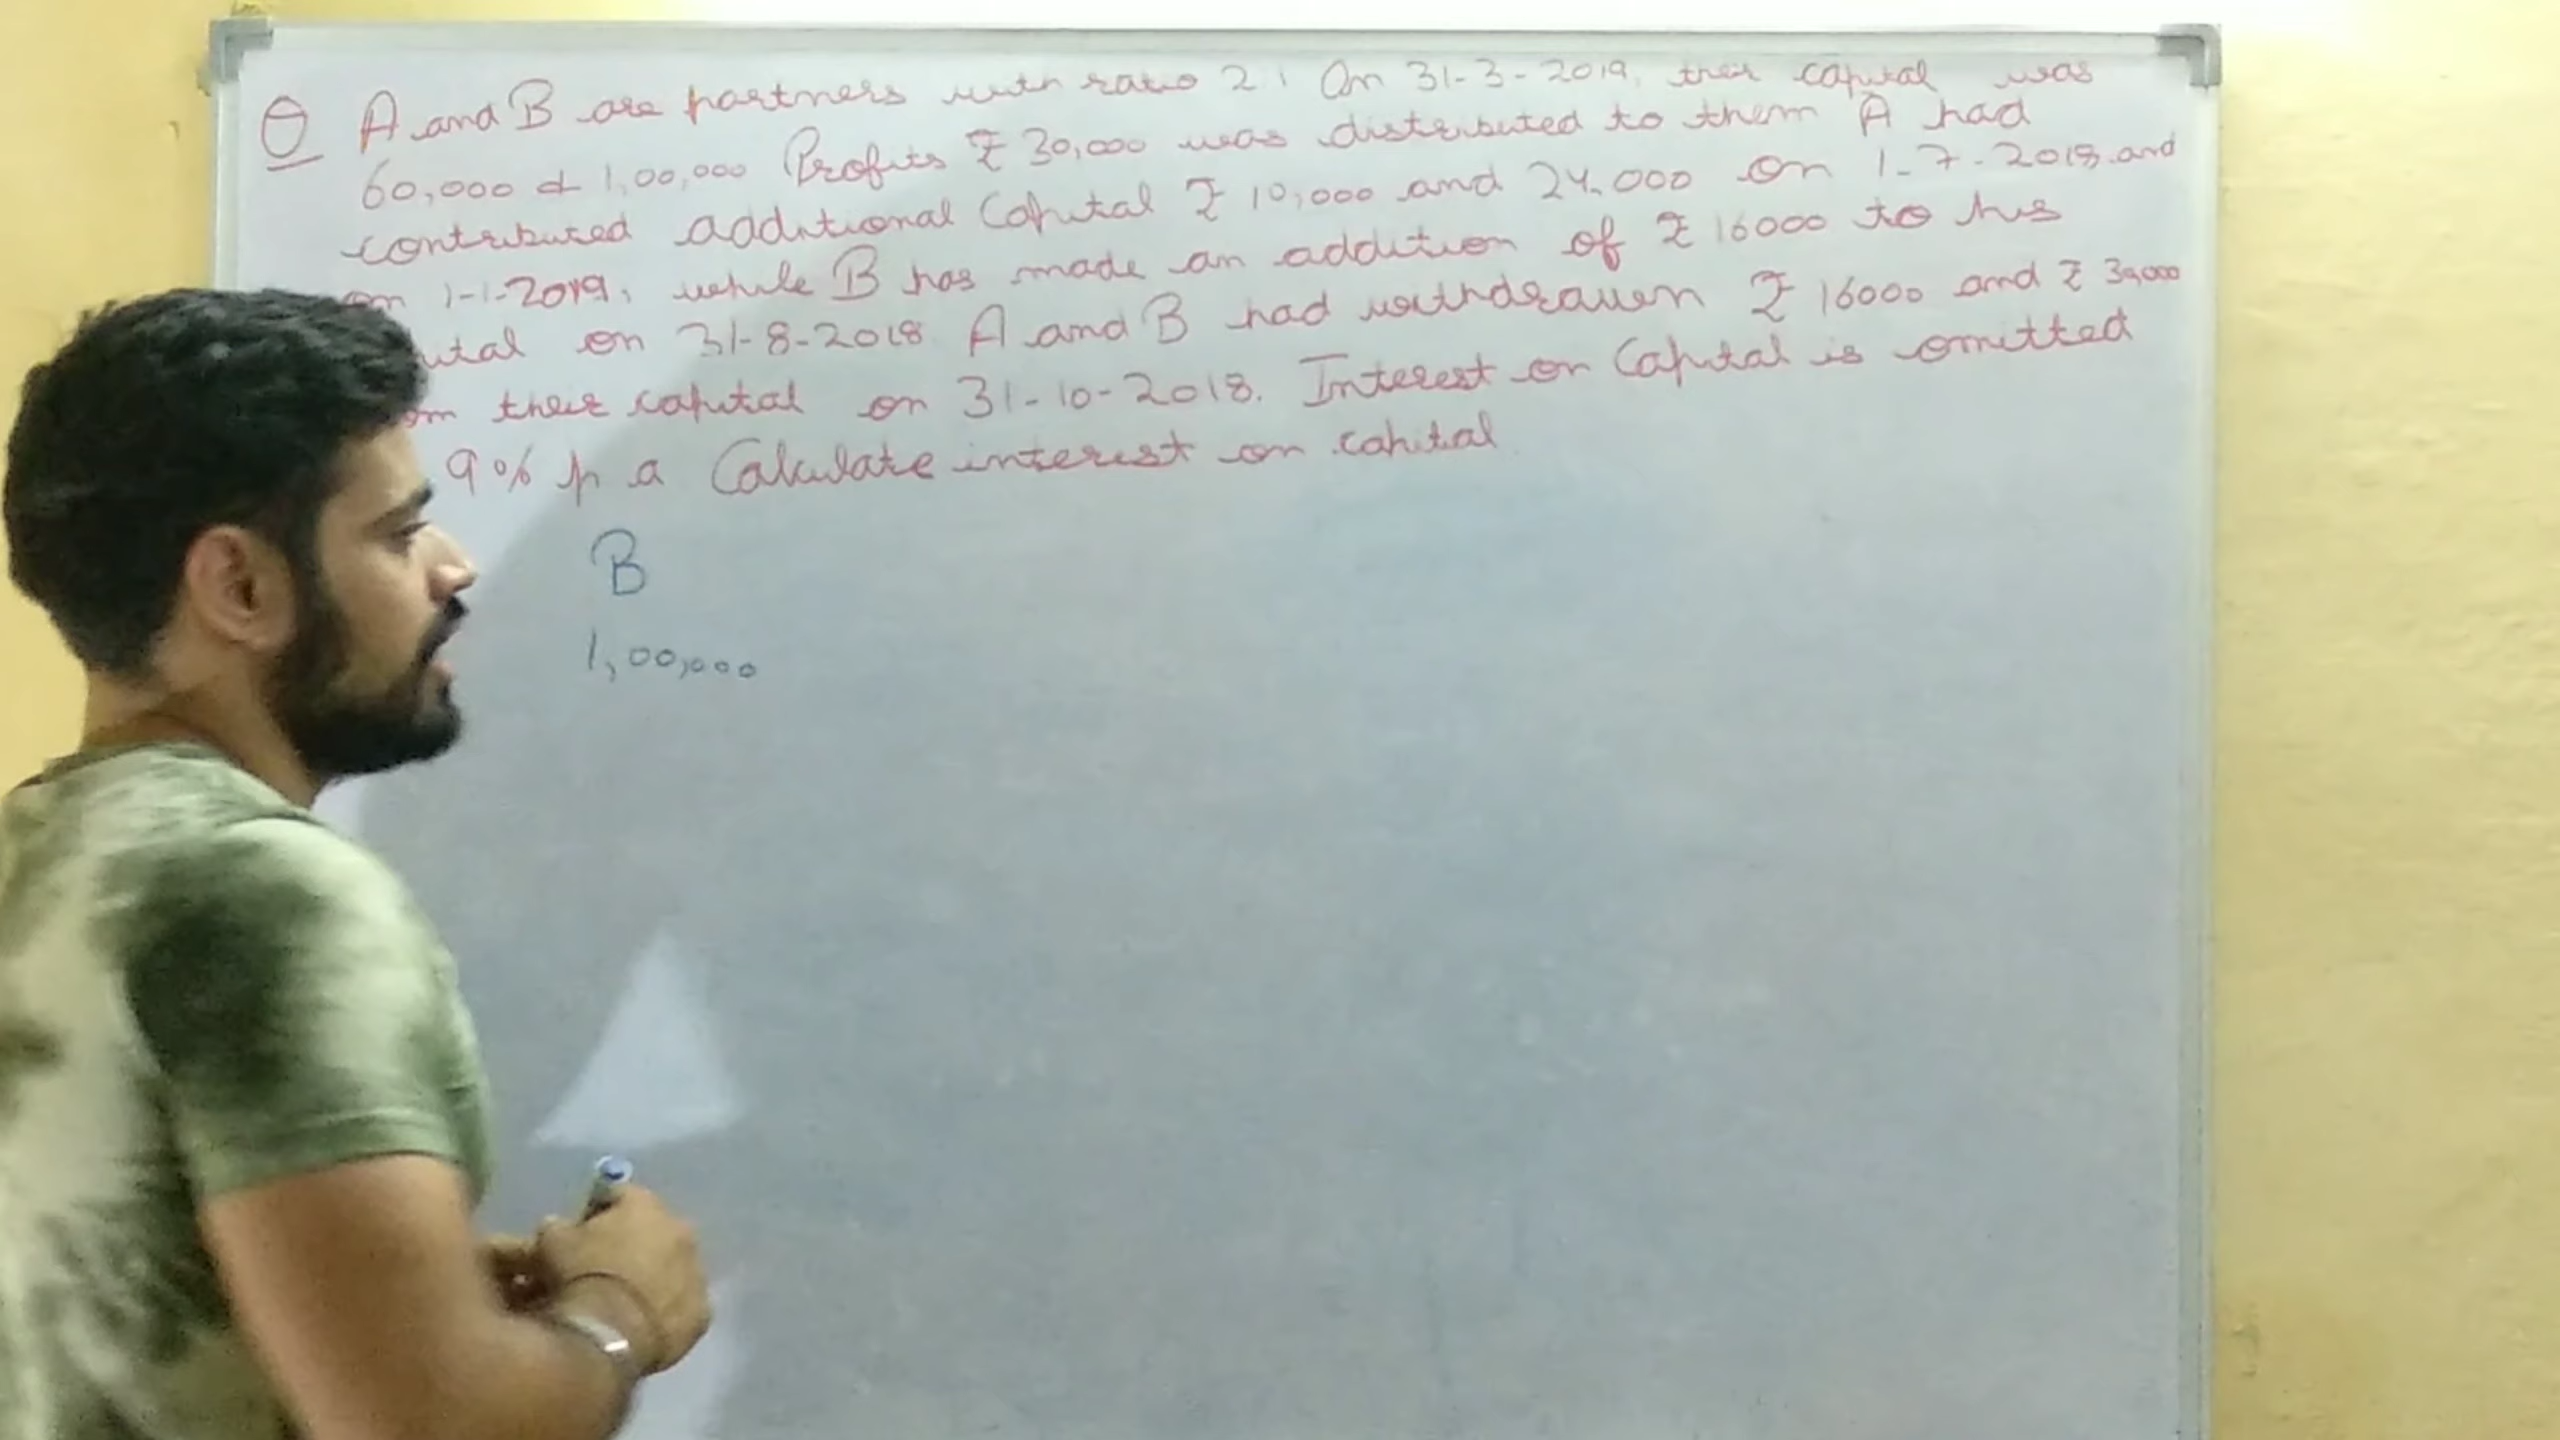 Q A and B are partners with ratio 2:1 On 31-3-2019, their capital was
60,000 & 1,00,000 Profits ₹ 30,000 was distributed to them A had
contributed additional Capital ₹ 10,000 and 24,000 on 1-7-2018 and
on 1-1-2019, while B has made an addition of ₹ 16000 to his
on 31-8-2018 A and B had withdrawn ₹ 16000 and ₹
their capital on 31-10-2018. Interest on Capital is omitted
9% p a Calculate interest on capital
B
1,00,000